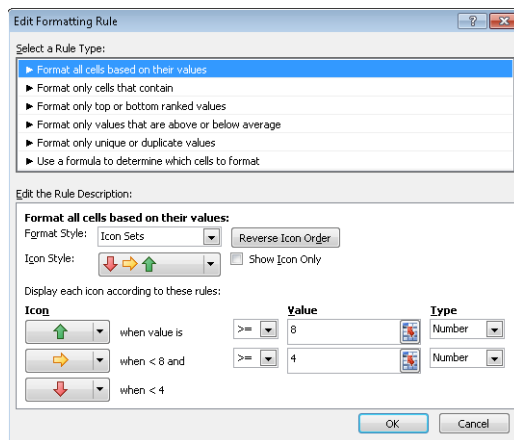 Edit Formatting Rule
Select a Rule Type:
► Format all cells based on their values
► Format only cells that contain
► Format only top or bottom ranked values
► Format only values that are above or below average
► Format only unique or duplicate values
► Use a formula to determine which cells to format
Edit the Rule Description:
Format all cells based on their values:
Format Style: Icon Sets Reverse Icon Order
Icon Style: Show Icon Only
Display each icon according to these rules:
Icon Value Type
when value is >= 8 Number
when < 8 and >= 4 Number
when < 4
OK Cancel